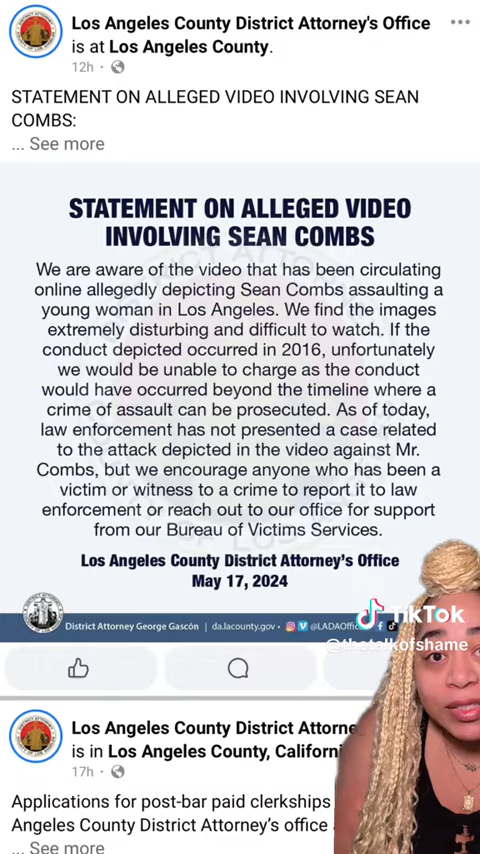 Los Angeles County District Attorney's Office
is at Los Angeles County.
12h
STATEMENT ON ALLEGED VIDEO INVOLVING SEAN
COMBS:
... See more
STATEMENT ON ALLEGED VIDEO
INVOLVING SEAN COMBS
We are aware of the video that has been circulating
online allegedly depicting Sean Combs assaulting a
young woman in Los Angeles. We find the images
extremely disturbing and difficult to watch. If the
conduct depicted occurred in 2016, unfortunately
we would be unable to charge as the conduct
would have occurred beyond the timeline where a
crime of assault can be prosecuted. As of today,
law enforcement has not presented a case related
to the attack depicted in the video against Mr.
Combs, but we encourage anyone who has been a
victim or witness to a crime to report it to law
enforcement or reach out to our office for support
from our Bureau of Victims Services.
Los Angeles County District Attorney's Office
May 17, 2024
District Attorney George Gascón | da.lacounty.gov • @LADAOffic
TikTok
@thetalkofshame
Los Angeles County District Attorne
is in Los Angeles County, Californi
17h
Applications for post-bar paid clerkships
Angeles County District Attorney's office
... See more